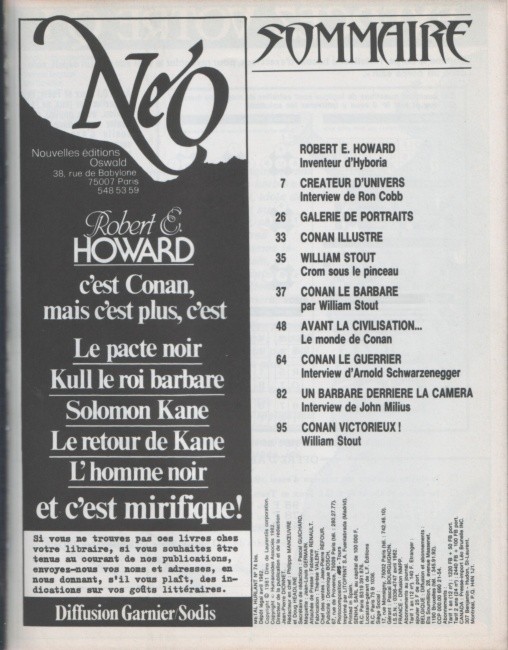 Néo
Nouvelles éditions
Oswald
38, rue de Babylone
75007 Paris
548 53 59
Robert E.
HOWARD
c'est Conan,
mais c'est plus, c'est
Le pacte noir
Kull le roi barbare
Solomon Kane
Le retour de Kane
L'homme noir
et c'est mirifique!
Si vous ne trouvez pas ces livres chez
votre libraire, si vous souhaitez être
tenus au courant de nos publications,
envoyez-nous vos noms et adresses, en
nous donnant, s'il vous plaît, des in-
dications sur vos goûts littéraires.
Diffusion Garnier/Sodis
SOMMAIRE
ROBERT E. HOWARD
Inventeur d'Hyboria
7 CREATEUR D'UNIVERS
Interview de Ron Cobb
26 GALERIE DE PORTRAITS
33 CONAN ILLUSTRE
35 WILLIAM STOUT
Crom sous le pinceau
37 CONAN LE BARBARE
par William Stout
48 AVANT LA CIVILISATION...
Le monde de Conan
64 CONAN LE GUERRIER
Interview d'Arnold Schwarzenegger
82 UN BARBARE DERRIERE LA CAMERA
Interview de John Milius
95 CONAN VICTORIEUX !
William Stout